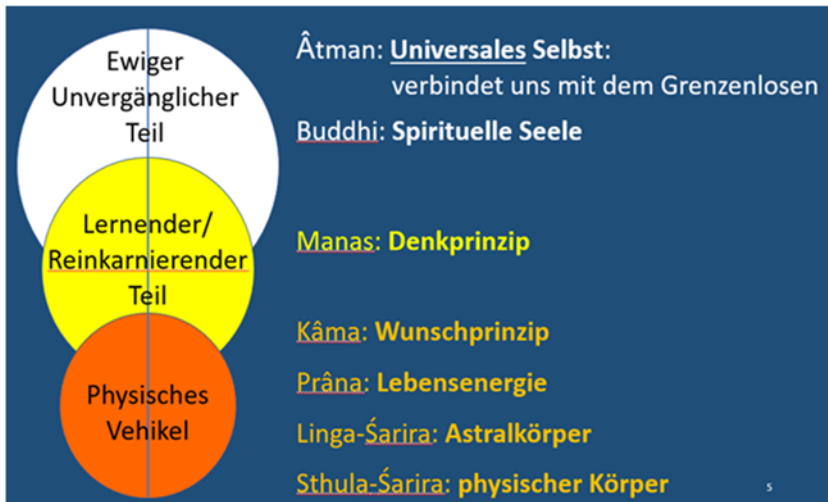 Ewiger
Unvergänglicher
Teil
Lernender/
Reinkarnierender
Teil
Physisches
Vehikel
Âtman: Universales Selbst:
verbindet uns mit dem Grenzenlosen
Buddhi: Spirituelle Seele
Manas: Denkprinzip
Kâma: Wunschprinzip
Prâna: Lebensenergie
Linga-Śarira: Astralkörper
Sthula-Śarira: physischer Körper
5